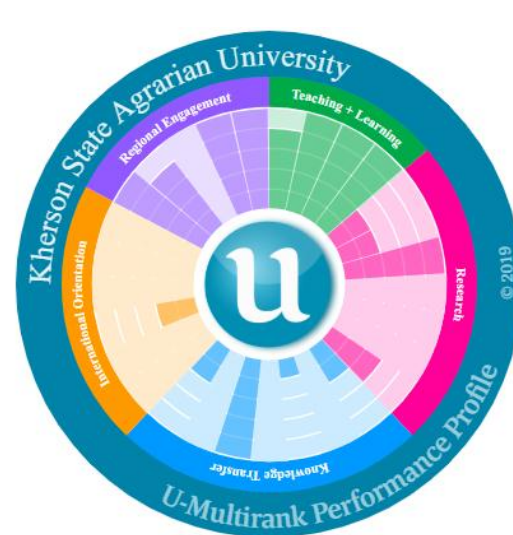 Kherson State Agrarian University
Teaching + Learning
Research
Knowledge Transfer
International Orientation
Regional Engagement
u
© 2019
U-Multirank Performance Profile